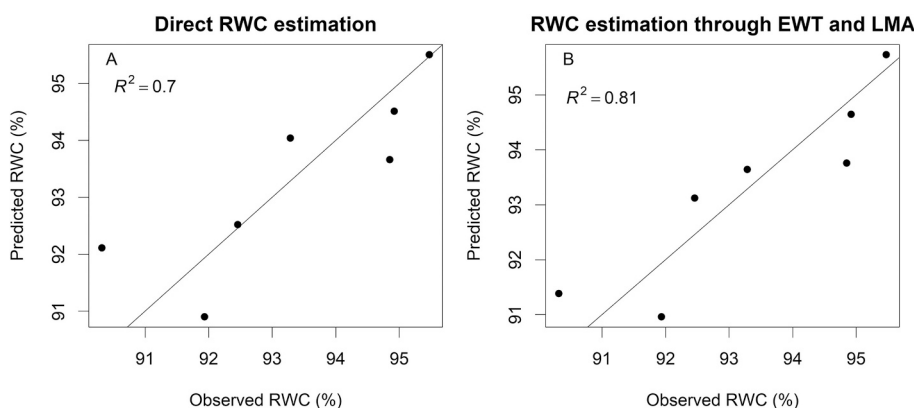 Direct RWC estimation
A
R² = 0.7
Predicted RWC (%)
95
94
93
92
91
91 92 93 94 95
Observed RWC (%)
RWC estimation through EWT and LMA
B
R² = 0.81
Predicted RWC (%)
95
94
93
92
91
91 92 93 94 95
Observed RWC (%)